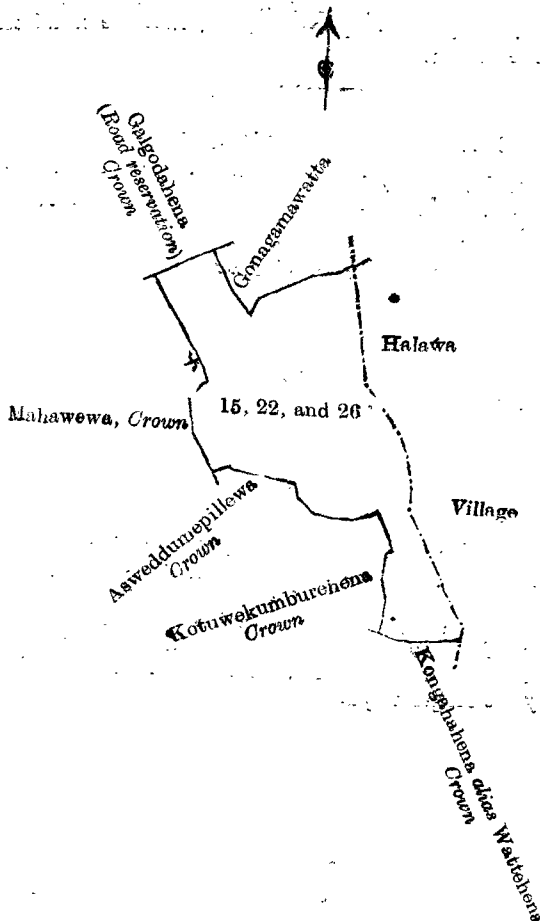 Galgodahena
(Road reservation)
Crown
Gonagamawatta
Halawa
Mahawewa, Crown
15, 22, and 26
Village
Asweddumepillewa
Crown
Kotuwekumburehena
Crown
Kongahahena alias Wattehena
Crown